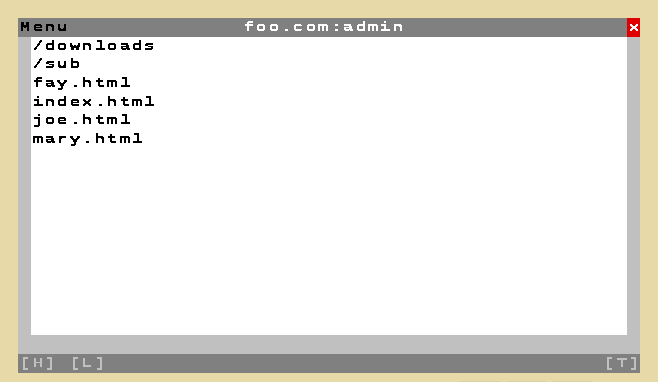 Menu foo.com:admin x
/downloads
/sub
fay.html
index.html
joe.html
mary.html
[H] [L] [T]